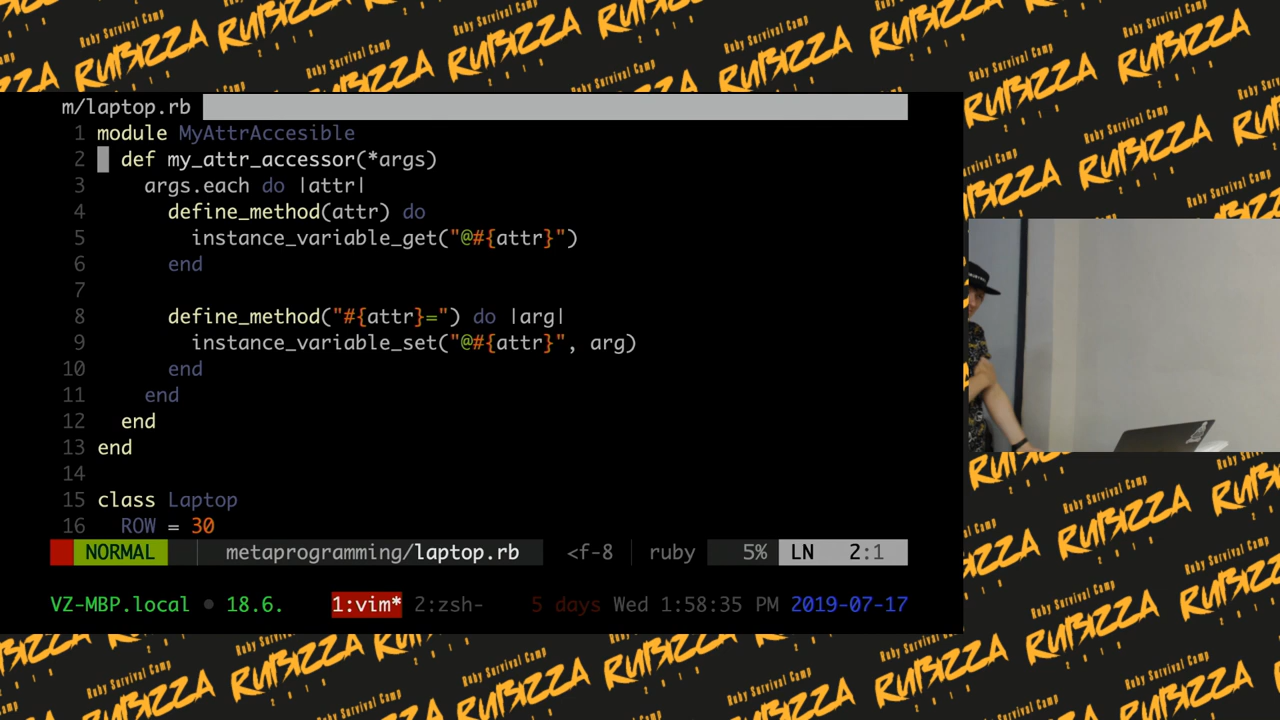 Ruby Survival Camp
RUBIZZA
2019
m/laptop.rb
1 module MyAttrAccesible
2 def my_attr_accessor(*args)
3 args.each do |attr|
4 define_method(attr) do
5 instance_variable_get("@#{attr}")
6 end
7
8 define_method("#{attr}=") do |arg|
9 instance_variable_set("@#{attr}", arg)
10 end
11 end
12 end
13 end
14
15 class Laptop
16 ROW = 30
NORMAL metaprogramming/laptop.rb <f-8 ruby 5% LN 2:1
VZ-MBP.local • 18.6. 1:vim* 2:zsh- 5 days Wed 1:58:35 PM 2019-07-17